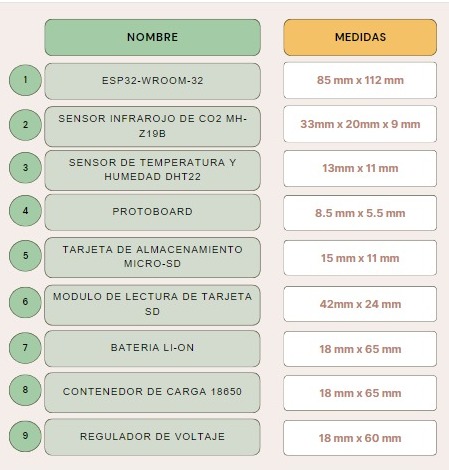 NOMBRE MEDIDAS
1 ESP32-WROOM-32 85 mm x 112 mm
2 SENSOR INFRAROJO DE CO2 MH-
Z19B 33mm x 20mm x 9 mm
3 SENSOR DE TEMPERATURA Y
HUMEDAD DHT22 13mm x 11 mm
4 PROTOBOARD 8.5 mm x 5.5 mm
5 TARJETA DE ALMACENAMIENTO
MICRO-SD 15 mm x 11 mm
6 MODULO DE LECTURA DE TARJETA
SD 42mm x 24 mm
7 BATERIA LI-ON 18 mm x 65 mm
8 CONTENEDOR DE CARGA 18650 18 mm x 65 mm
9 REGULADOR DE VOLTAJE 18 mm x 60 mm